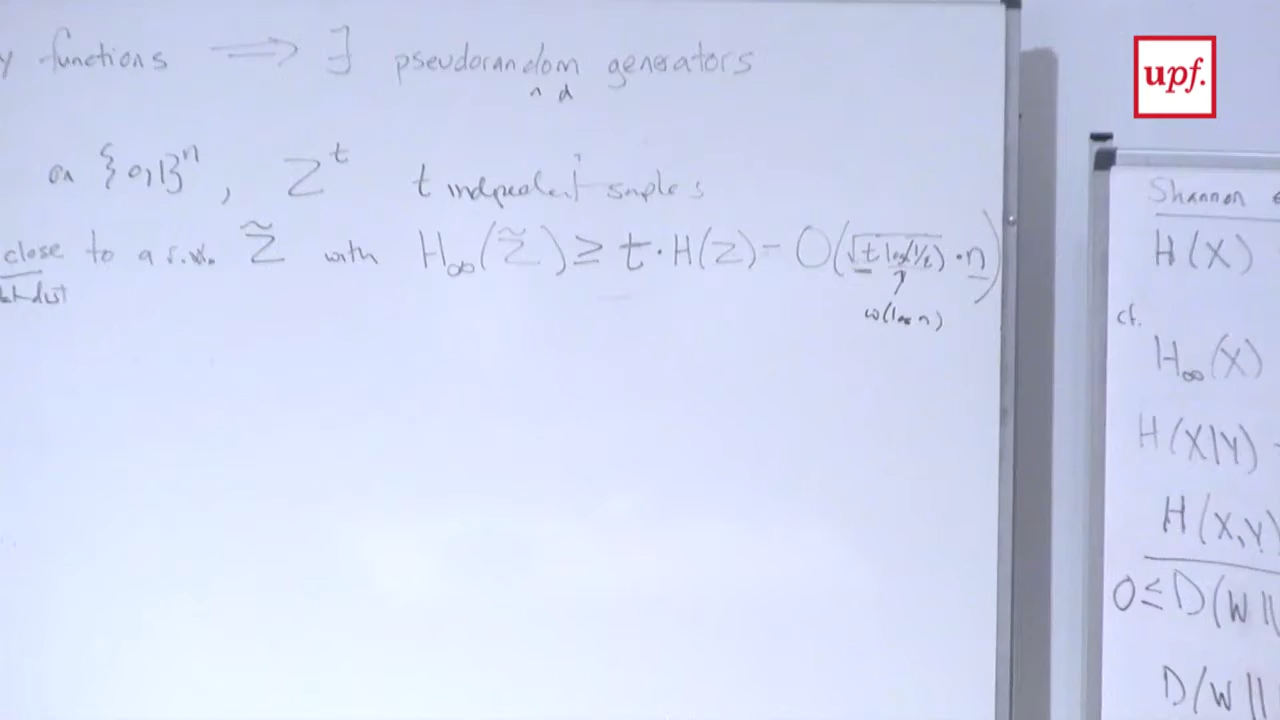 y functions ⟹ ∃ pseudorandom generators
n d
on {0,1}ⁿ, Zᵗ t independent samples
close to a r.v. Z̃ with H∞(Z̃) ≥ t·H(Z) − O(√(t log(1/ε))·n)
ω(log n)
upf.
Shannon
H(X)
cf.
H∞(X)
H(X|Y)
H(X,Y)
0 ≤ D(W||
D(W||